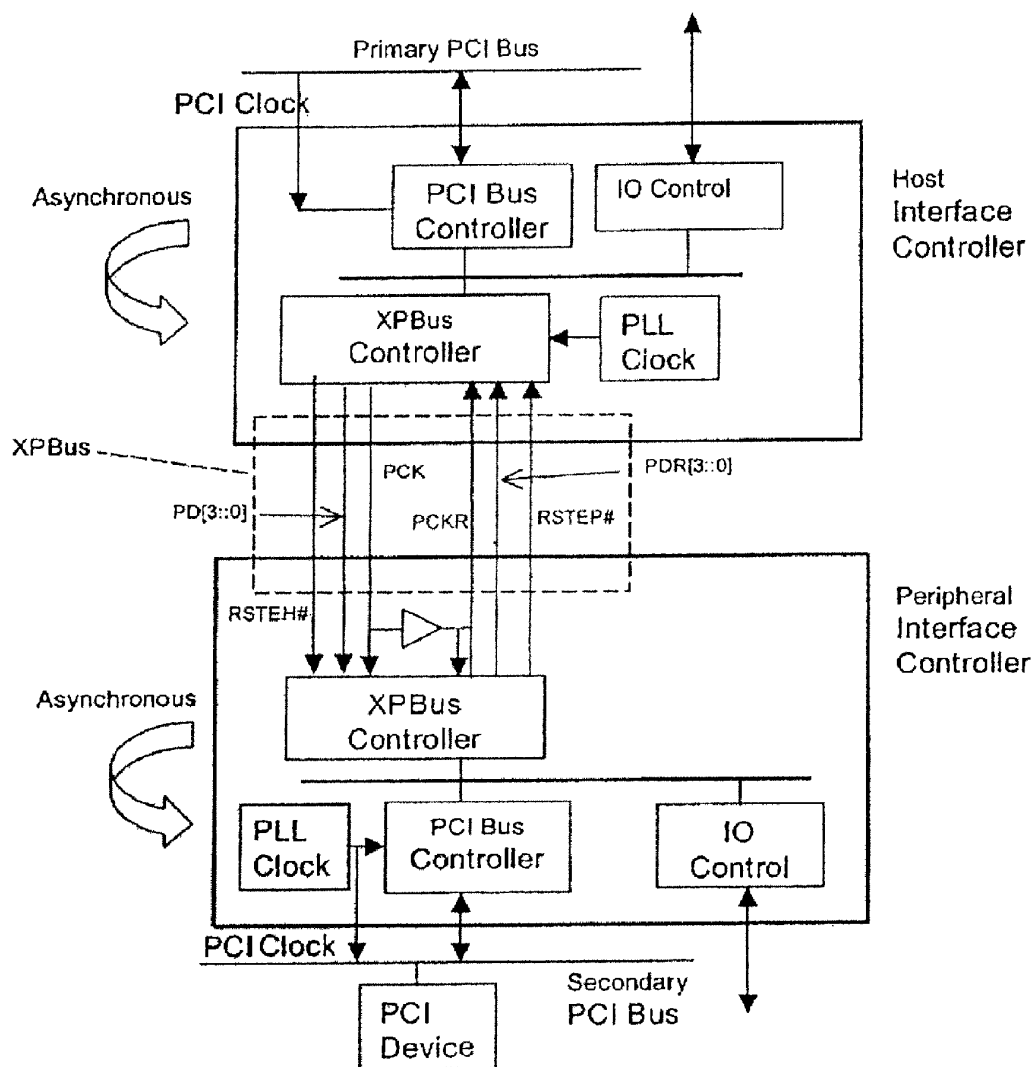 Primary PCI Bus
PCI Clock
Asynchronous
PCI Bus
Controller
IO Control
Host
Interface
Controller
XPBus
Controller
PLL
Clock
XPBus
PCK
PDR[3::0]
PD[3::0]
PCKR
RSTEP#
RSTEH#
Peripheral
Interface
Controller
Asynchronous
XPBus
Controller
PLL
Clock
PCI Bus
Controller
IO
Control
PCI Clock
Secondary
PCI Bus
PCI
Device